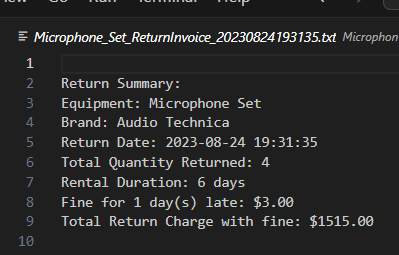 Go Run Terminal Help
Microphone_Set_ReturnInvoice_20230824193135.txt Microphon
1
2 Return Summary:
3 Equipment: Microphone Set
4 Brand: Audio Technica
5 Return Date: 2023-08-24 19:31:35
6 Total Quantity Returned: 4
7 Rental Duration: 6 days
8 Fine for 1 day(s) late: $3.00
9 Total Return Charge with fine: $1515.00
10